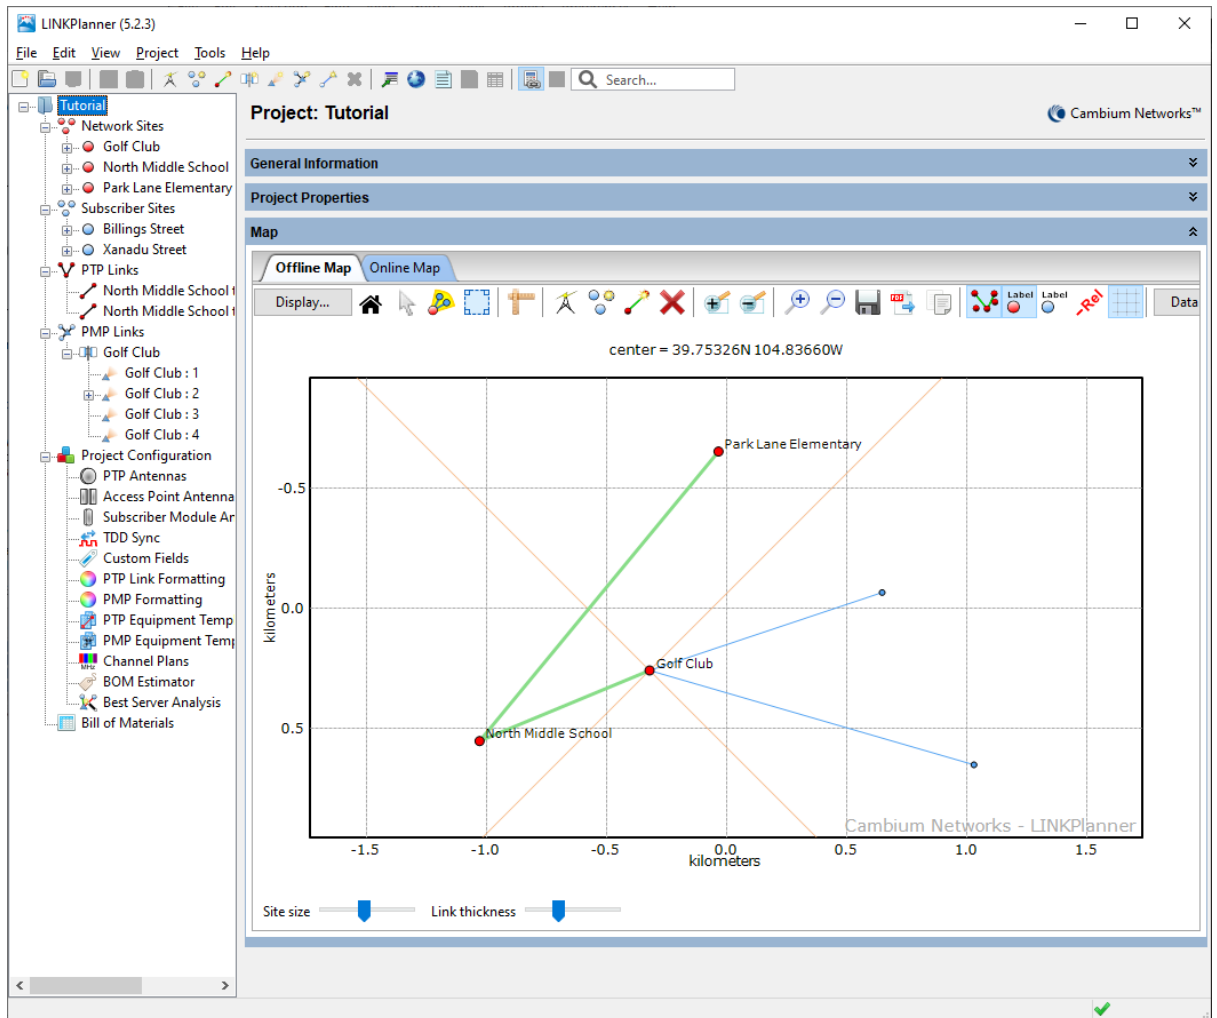 LINKPlanner (5.2.3)
File Edit View Project Tools Help
Search...
Tutorial
Network Sites
Golf Club
North Middle School
Park Lane Elementary
Subscriber Sites
Billings Street
Xanadu Street
PTP Links
North Middle School t
North Middle School t
PMP Links
Golf Club
Golf Club : 1
Golf Club : 2
Golf Club : 3
Golf Club : 4
Project Configuration
PTP Antennas
Access Point Antenna
Subscriber Module An
TDD Sync
Custom Fields
PTP Link Formatting
PMP Formatting
PTP Equipment Temp
PMP Equipment Temp
Channel Plans
BOM Estimator
Best Server Analysis
Bill of Materials
Project: Tutorial
Cambium Networks™
General Information
Project Properties
Map
Offline Map Online Map
Display... PDF Label Label -Rel Data
center = 39.75326N 104.83660W
Park Lane Elementary
-0.5
0.0
kilometers
Golf Club
0.5
North Middle School
Cambium Networks - LINKPlanner
-1.5 -1.0 -0.5 0.0 0.5 1.0 1.5
kilometers
Site size Link thickness